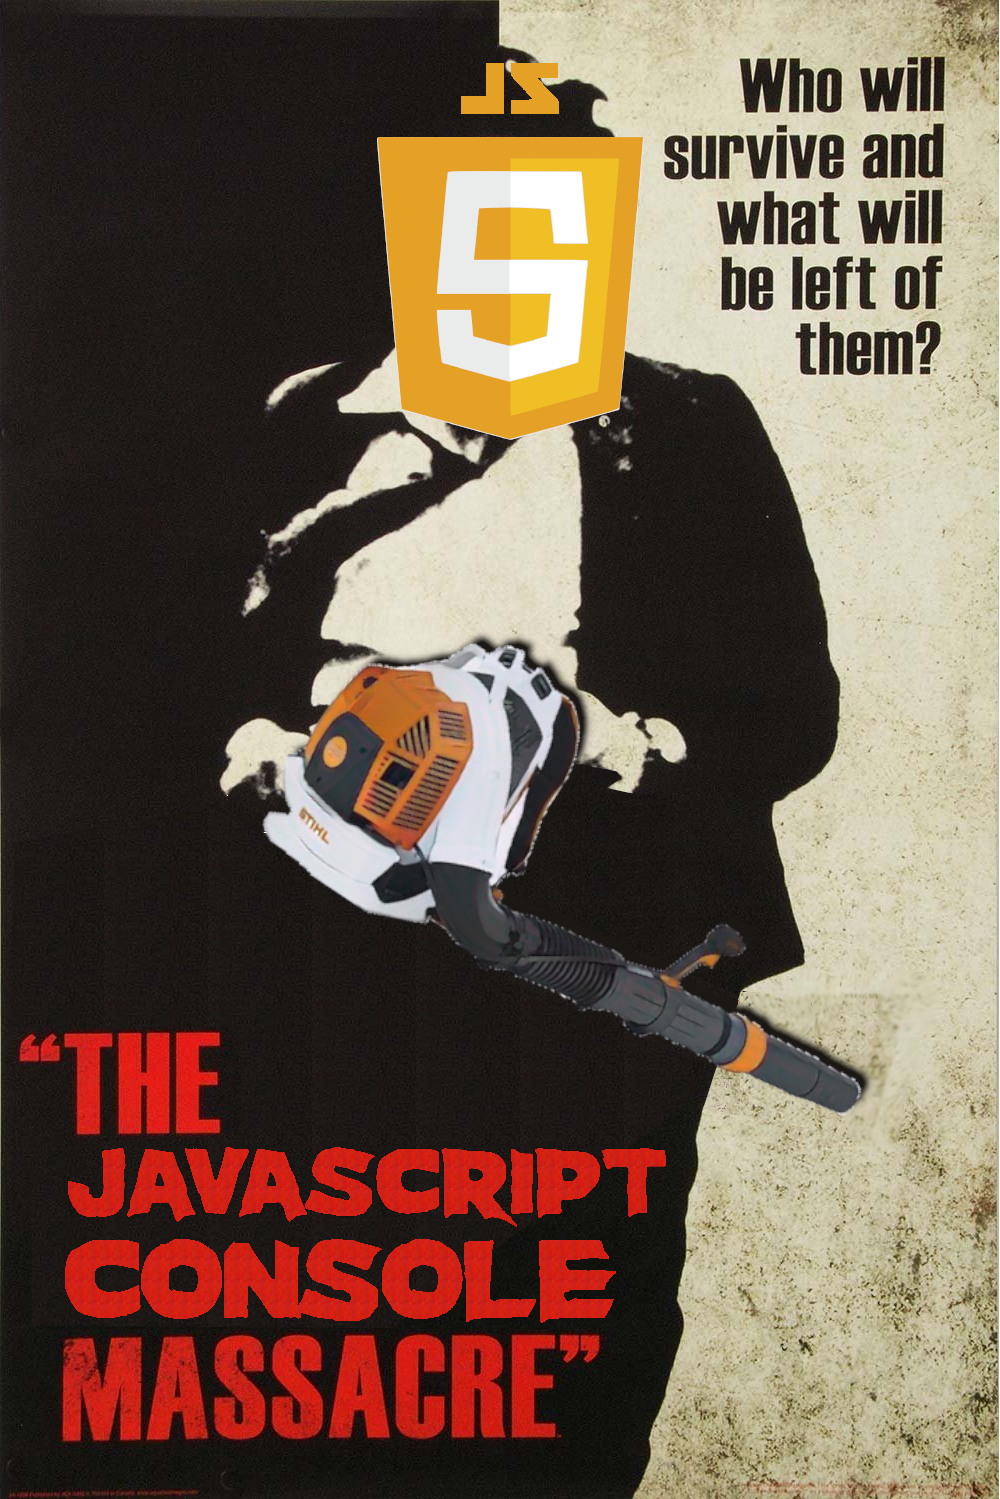 JS
5
Who will
survive and
what will
be left of
them?
STIHL
“THE
JAVASCRIPT
CONSOLE
MASSACRE”